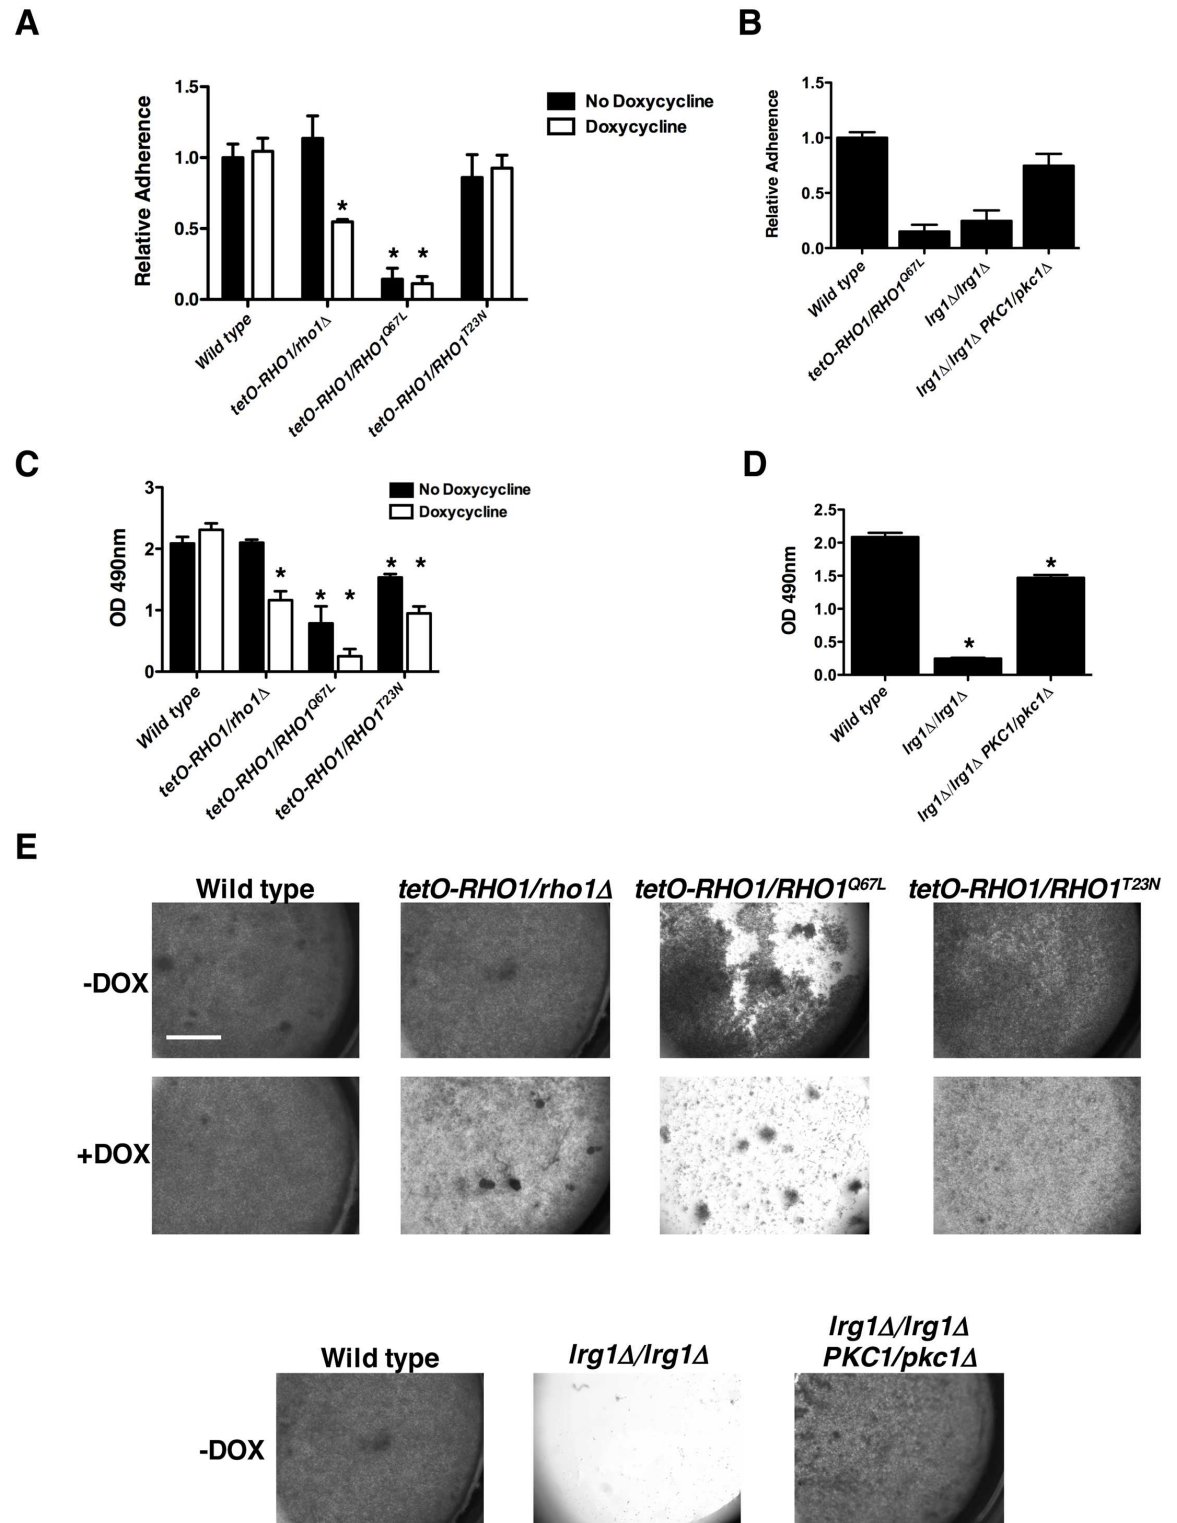 A
Relative Adherence
1.5
1.0
0.5
0.0
No Doxycycline
Doxycycline
*
* *
Wild type
tetO-RHO1/rho1Δ
tetO-RHO1/RHO1Q67L
tetO-RHO1/RHO1T23N
B
Relative Adherence
1.5
1.0
0.5
0.0
Wild type
tetO-RHO1/RHO1Q67L
lrg1Δ/lrg1Δ
lrg1Δ/lrg1Δ PKC1/pkc1Δ
C
OD 490nm
3
2
1
0
No Doxycycline
Doxycycline
*
* *
* *
Wild type
tetO-RHO1/rho1Δ
tetO-RHO1/RHO1Q67L
tetO-RHO1/RHO1T23N
D
OD 490nm
2.5
2.0
1.5
1.0
0.5
0.0
*
*
Wild type
lrg1Δ/lrg1Δ
lrg1Δ/lrg1Δ PKC1/pkc1Δ
E
Wild type tetO-RHO1/rho1Δ tetO-RHO1/RHO1Q67L tetO-RHO1/RHO1T23N
-DOX
+DOX
Wild type
lrg1Δ/lrg1Δ
lrg1Δ/lrg1Δ
PKC1/pkc1Δ
-DOX